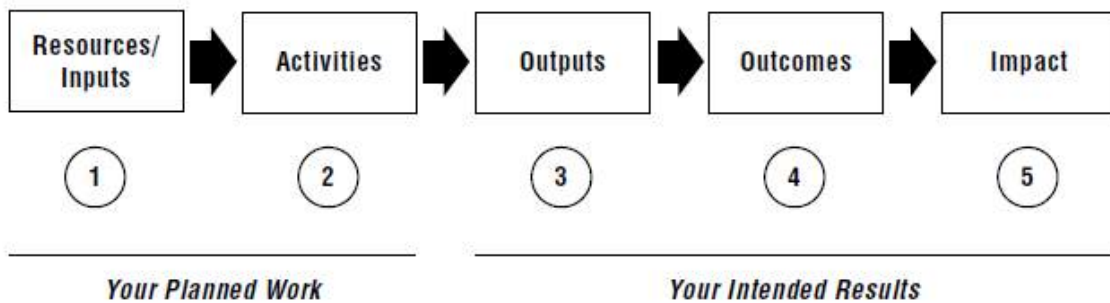 Resources/
Inputs
Activities
Outputs
Outcomes
Impact
1
2
3
4
5
Your Planned Work
Your Intended Results